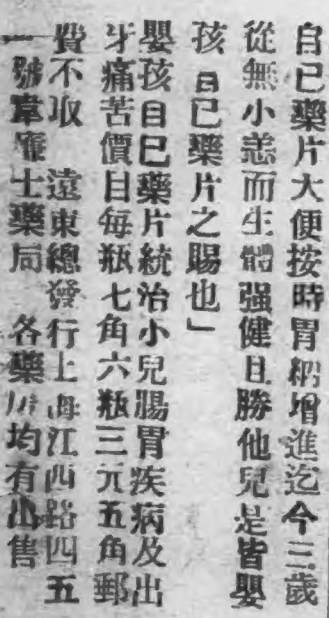 自己藥片大便按時胃納增進迄今三歲
從無小恙而生體强健且勝他兒是皆嬰
孩自己藥片之賜也」
嬰孩自己藥片統治小兒腸胃疾病及出
牙痛苦價目每瓶七角六瓶三元五角郵
費不取 遠東總發行上海江西路四五
一號韋廉士藥局 各藥房均有出售